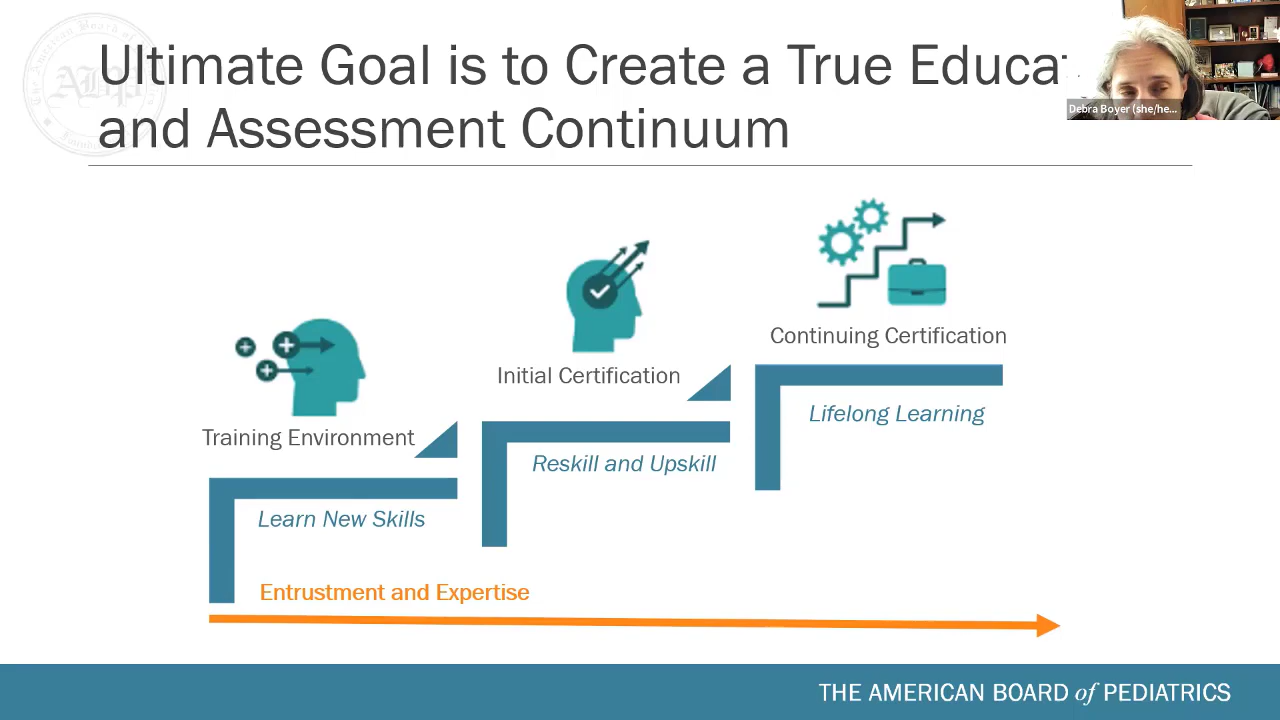 Ultimate Goal is to Create a True Educa
and Assessment Continuum
Debra Boyer (she/he...
Continuing Certification
Initial Certification
Lifelong Learning
Training Environment
Reskill and Upskill
Learn New Skills
Entrustment and Expertise
THE AMERICAN BOARD of PEDIATRICS